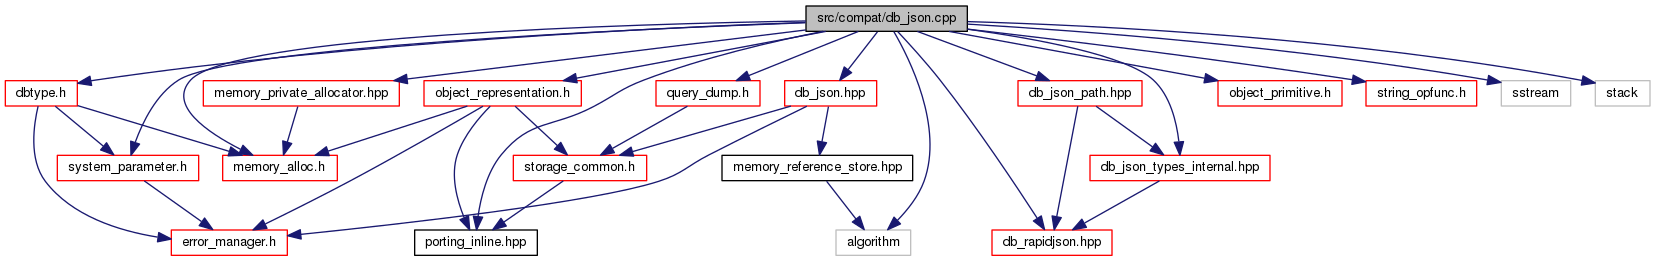 src/compat/db_json.cpp
dbtype.h
memory_private_allocator.hpp
object_representation.h
query_dump.h
db_json.hpp
db_json_path.hpp
object_primitive.h
string_opfunc.h
sstream
stack
system_parameter.h
memory_alloc.h
storage_common.h
memory_reference_store.hpp
db_json_types_internal.hpp
error_manager.h
porting_inline.hpp
algorithm
db_rapidjson.hpp